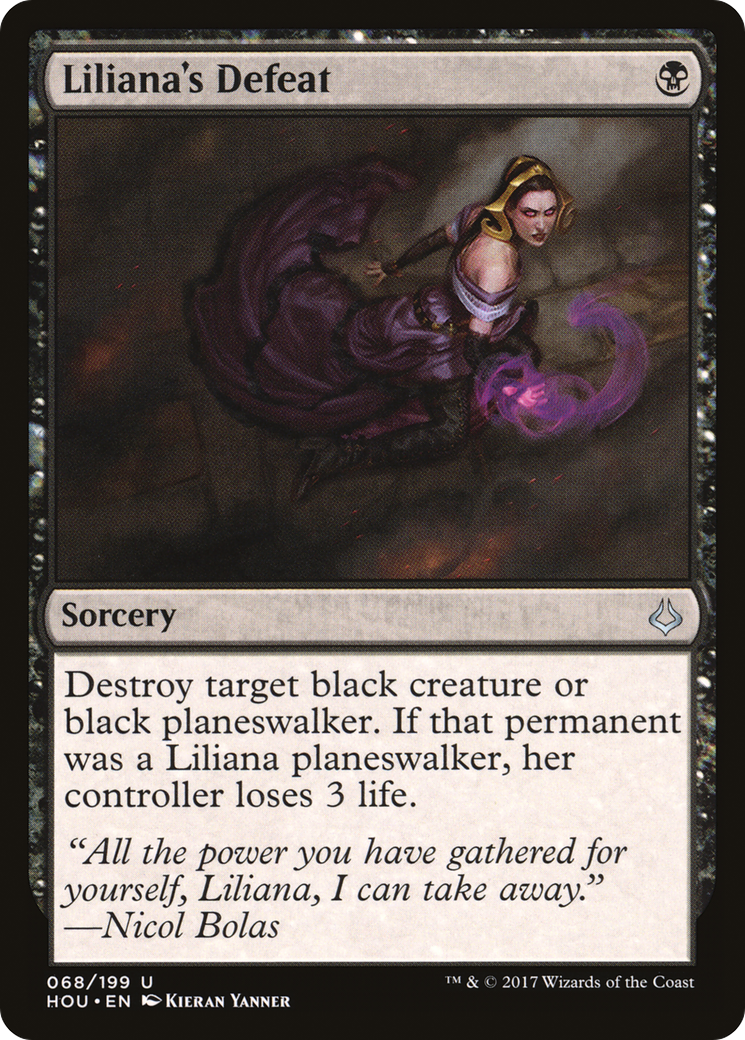 Liliana's Defeat
Sorcery
Destroy target black creature or
black planeswalker. If that permanent
was a Liliana planeswalker, her
controller loses 3 life.
“All the power you have gathered for
yourself, Liliana, I can take away.”
—Nicol Bolas
068/199 U
™ & © 2017 Wizards of the Coast
HOU • EN Kieran Yanner